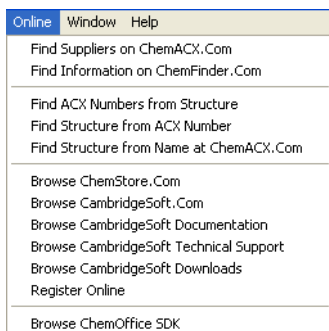 Online Window Help
Find Suppliers on ChemACX.Com
Find Information on ChemFinder.Com
Find ACX Numbers from Structure
Find Structure from ACX Number
Find Structure from Name at ChemACX.Com
Browse ChemStore.Com
Browse CambridgeSoft.Com
Browse CambridgeSoft Documentation
Browse CambridgeSoft Technical Support
Browse CambridgeSoft Downloads
Register Online
Browse ChemOffice SDK